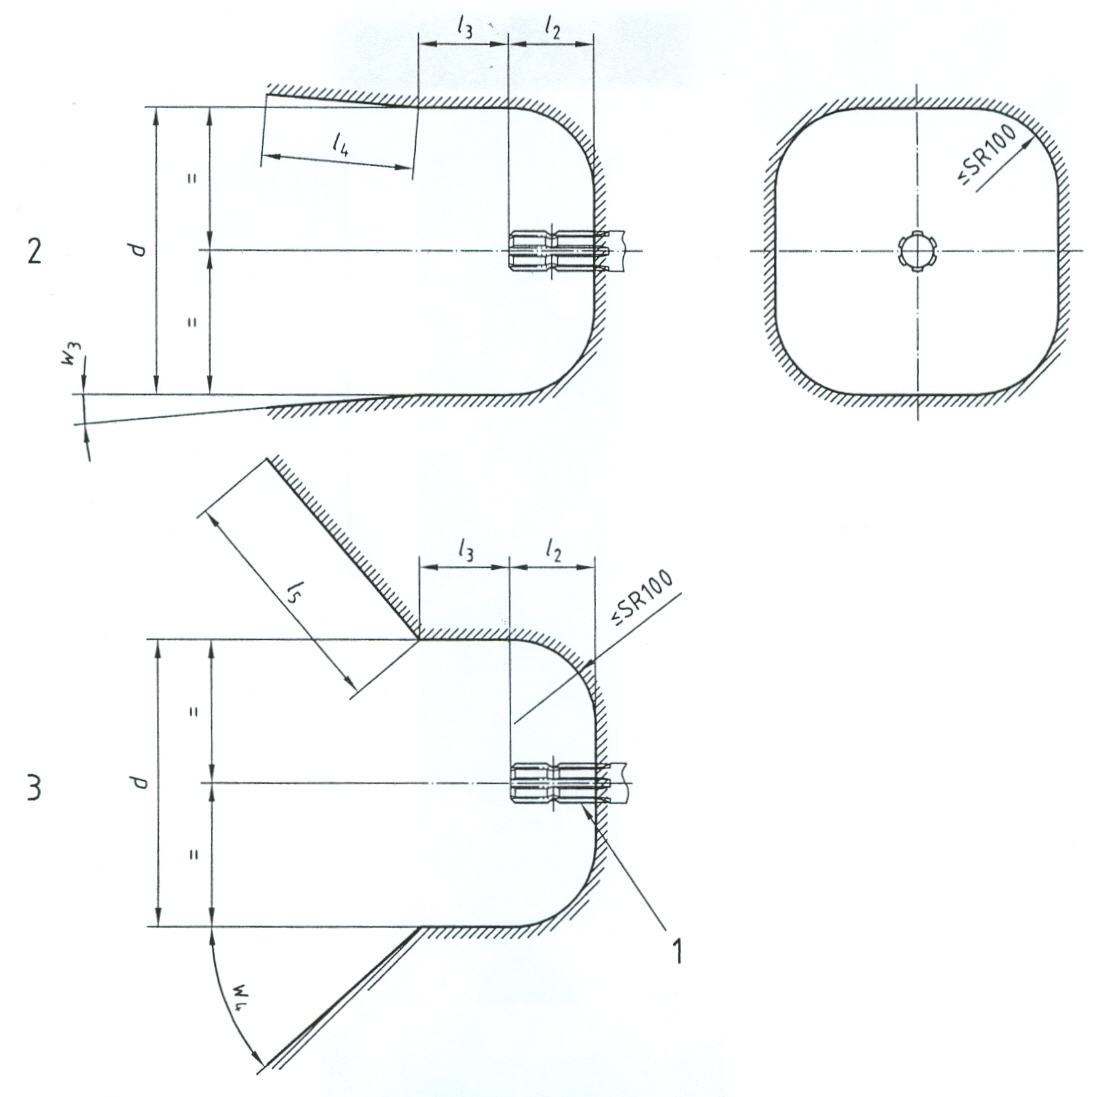 l3 l2
l4
≤SR100
=
2
d
=
w3
l3 l2
l5
≤SR100
=
3
d
=
1
w4